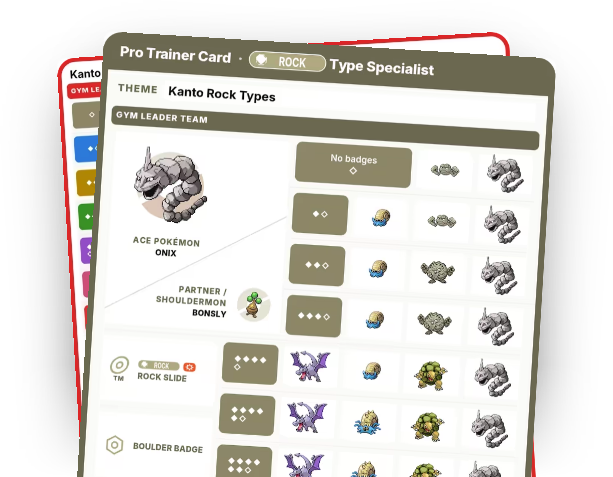 Pro Trainer Card · ROCK Type Specialist
Kanto
GYM LE
THEME Kanto Rock Types
GYM LEADER TEAM
No badges
ACE POKÉMON
ONIX
PARTNER /
SHOULDERMON
BONSLY
ROCK
TM
ROCK SLIDE
BOULDER BADGE